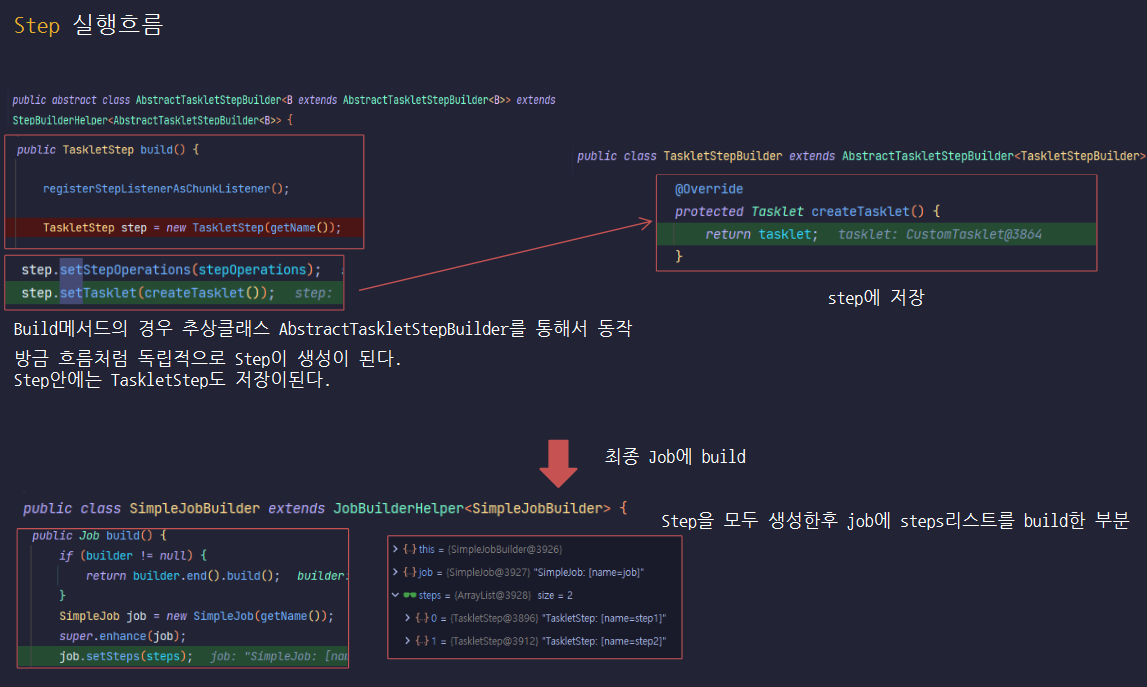 Step 실행흐름
public abstract class AbstractTaskletStepBuilder<B extends AbstractTaskletStepBuilder<B>> extends
StepBuilderHelper<AbstractTaskletStepBuilder<B>> {
public TaskletStep build() {
registerStepListenerAsChunkListener();
TaskletStep step = new TaskletStep(getName());
step.setStepOperations(stepOperations);
step.setTasklet(createTasklet()); step:
public class TaskletStepBuilder extends AbstractTaskletStepBuilder<TaskletStepBuilder>
@Override
protected Tasklet createTasklet() {
return tasklet; tasklet: CustomTasklet@3864
}
step에 저장
Build메서드의 경우 추상클래스 AbstractTaskletStepBuilder를 통해서 동작
방금 흐름처럼 독립적으로 Step이 생성이 된다.
Step안에는 TaskletStep도 저장이된다.
최종 Job에 build
public class SimpleJobBuilder extends JobBuilderHelper<SimpleJobBuilder> {
Step을 모두 생성한후 job에 steps리스트를 build한 부분
public Job build() {
if (builder != null) {
return builder.end().build(); builder:
}
SimpleJob job = new SimpleJob(getName());
super.enhance(job);
job.setSteps(steps); job: "SimpleJob: [nam
this = {SimpleJobBuilder@3926}
job = {SimpleJob@3927} "SimpleJob: [name=job]"
steps = {ArrayList@3928} size = 2
0 = {TaskletStep@3896} "TaskletStep: [name=step1]"
1 = {TaskletStep@3912} "TaskletStep: [name=step2]"